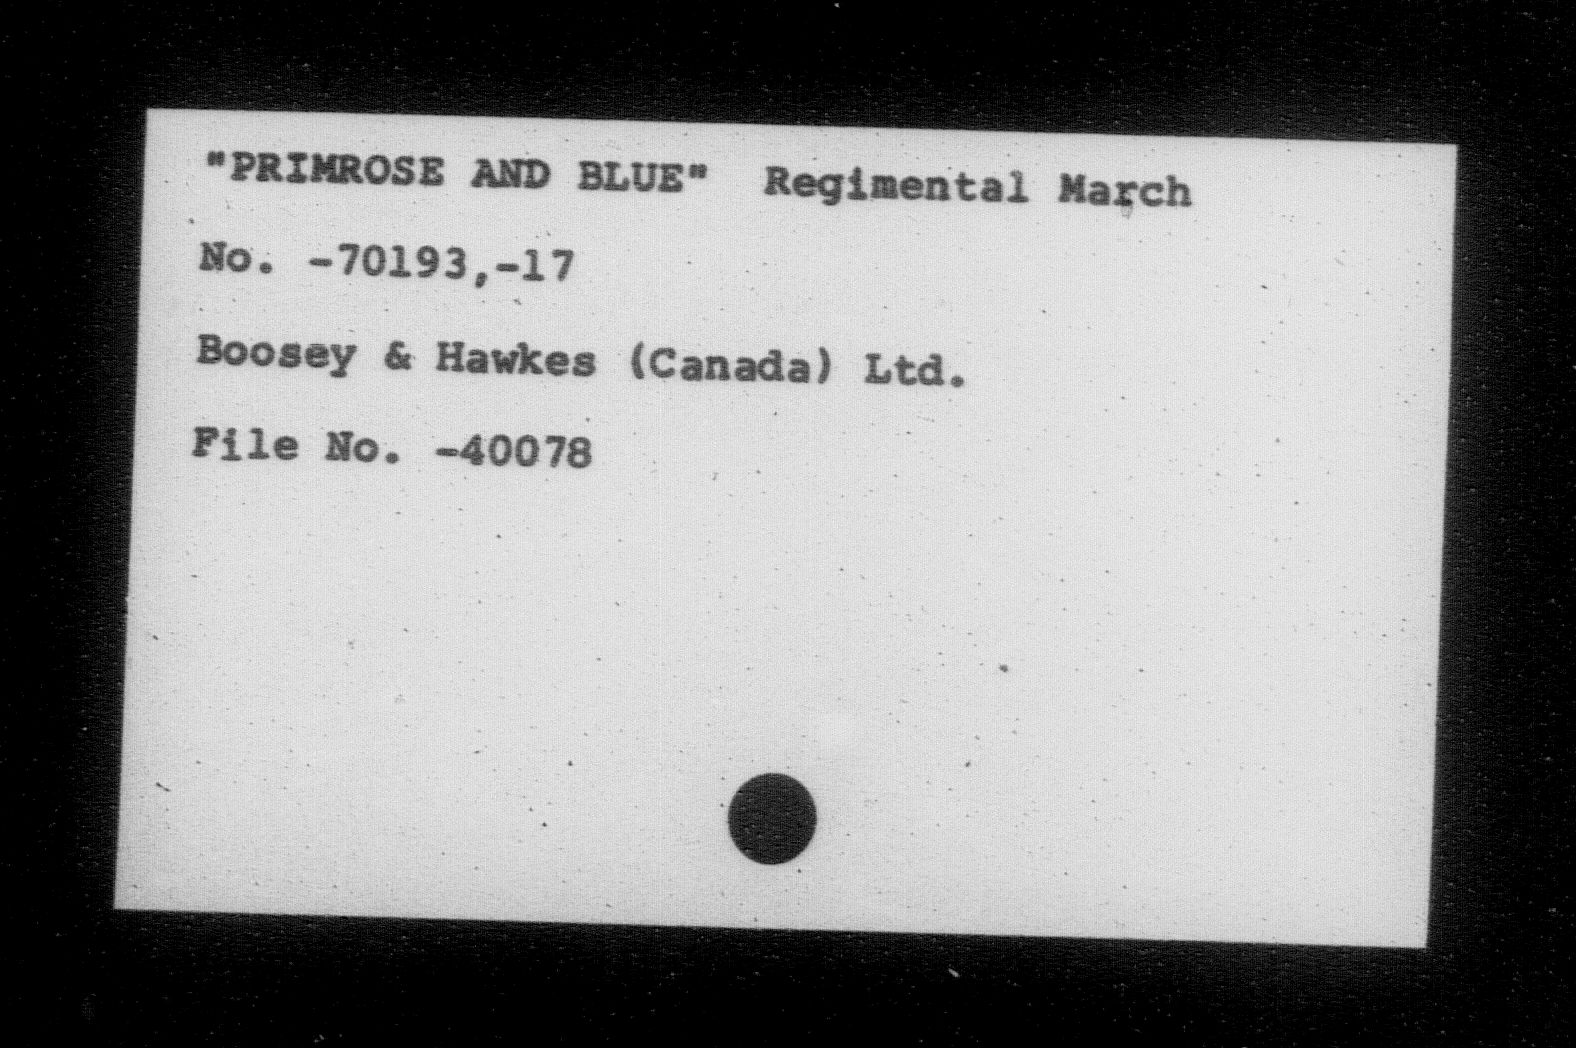 "PRIMROSE AND BLUE" Regimental March
No. -70193,-17
Boosey & Hawkes (Canada) Ltd.
File No. -40078